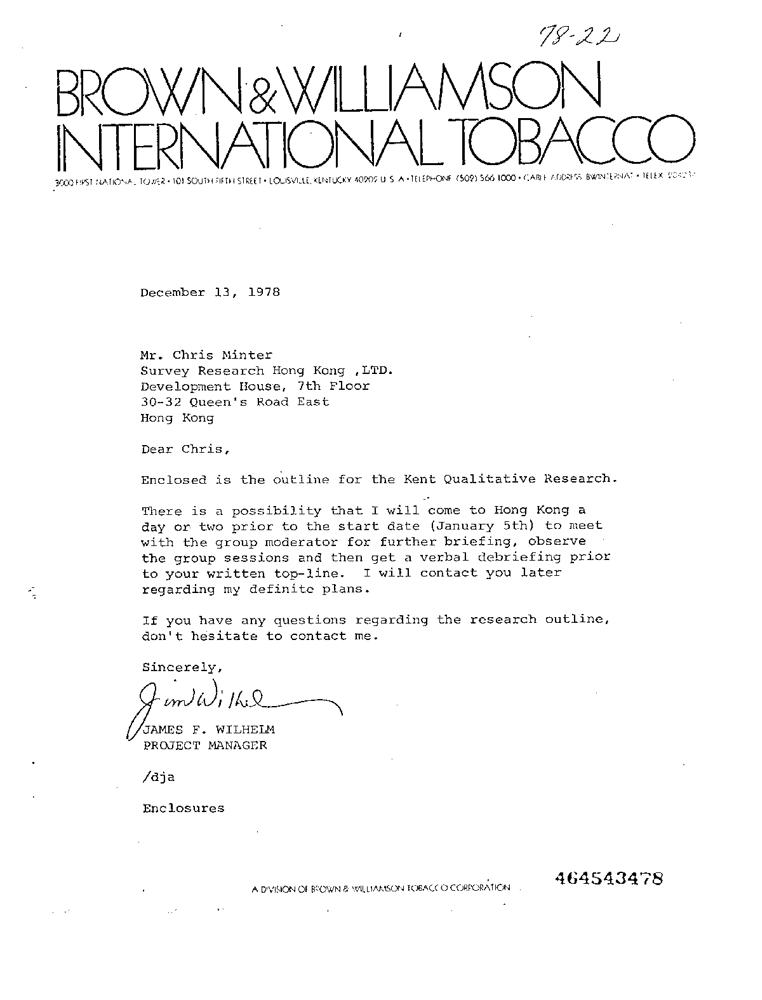 78-22
BROWN & WILLIAMSON
INTERNATIONAL TOBACCO
3000 FIRST NATIONAL TOWER • 101 SOUTH FIFTH STREET • LOUISVILLE, KENTUCKY 40202 U. S. A • TELEPHONE (502) 566 1000 • CABLE ADDRESS BWINTERNAT • TELEX
December 13, 1978
Mr. Chris Minter
Survey Research Hong Kong ,LTD.
Development House, 7th Floor
30-32 Queen's Road East
Hong Kong
Dear Chris,
Enclosed is the outline for the Kent Qualitative Research.
There is a possibility that I will come to Hong Kong a
day or two prior to the start date (January 5th) to meet
with the group moderator for further briefing, observe
the group sessions and then get a verbal debriefing prior
to your written top-line.  I will contact you later
regarding my definite plans.
If you have any questions regarding the research outline,
don't hesitate to contact me.
Sincerely,
Jim Wilhel
JAMES F. WILHELM
PROJECT MANAGER
/dja
Enclosures
A DIVISION OF BROWN & WILLIAMSON TOBACCO CORPORATION
464543478